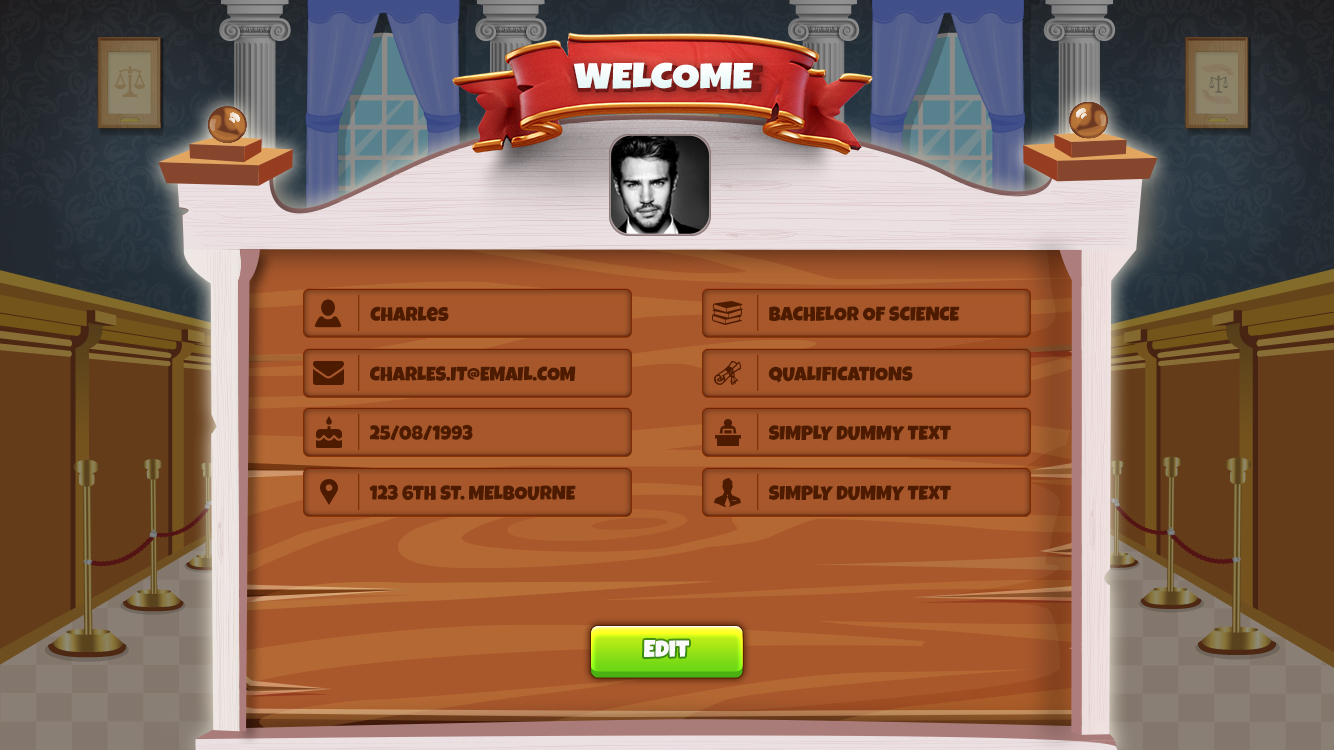 WELCOME
CHARLES
CHARLES.IT@EMAIL.COM
25/08/1993
123 6TH ST. MELBOURNE
BACHELOR OF SCIENCE
QUALIFICATIONS
SIMPLY DUMMY TEXT
SIMPLY DUMMY TEXT
EDIT